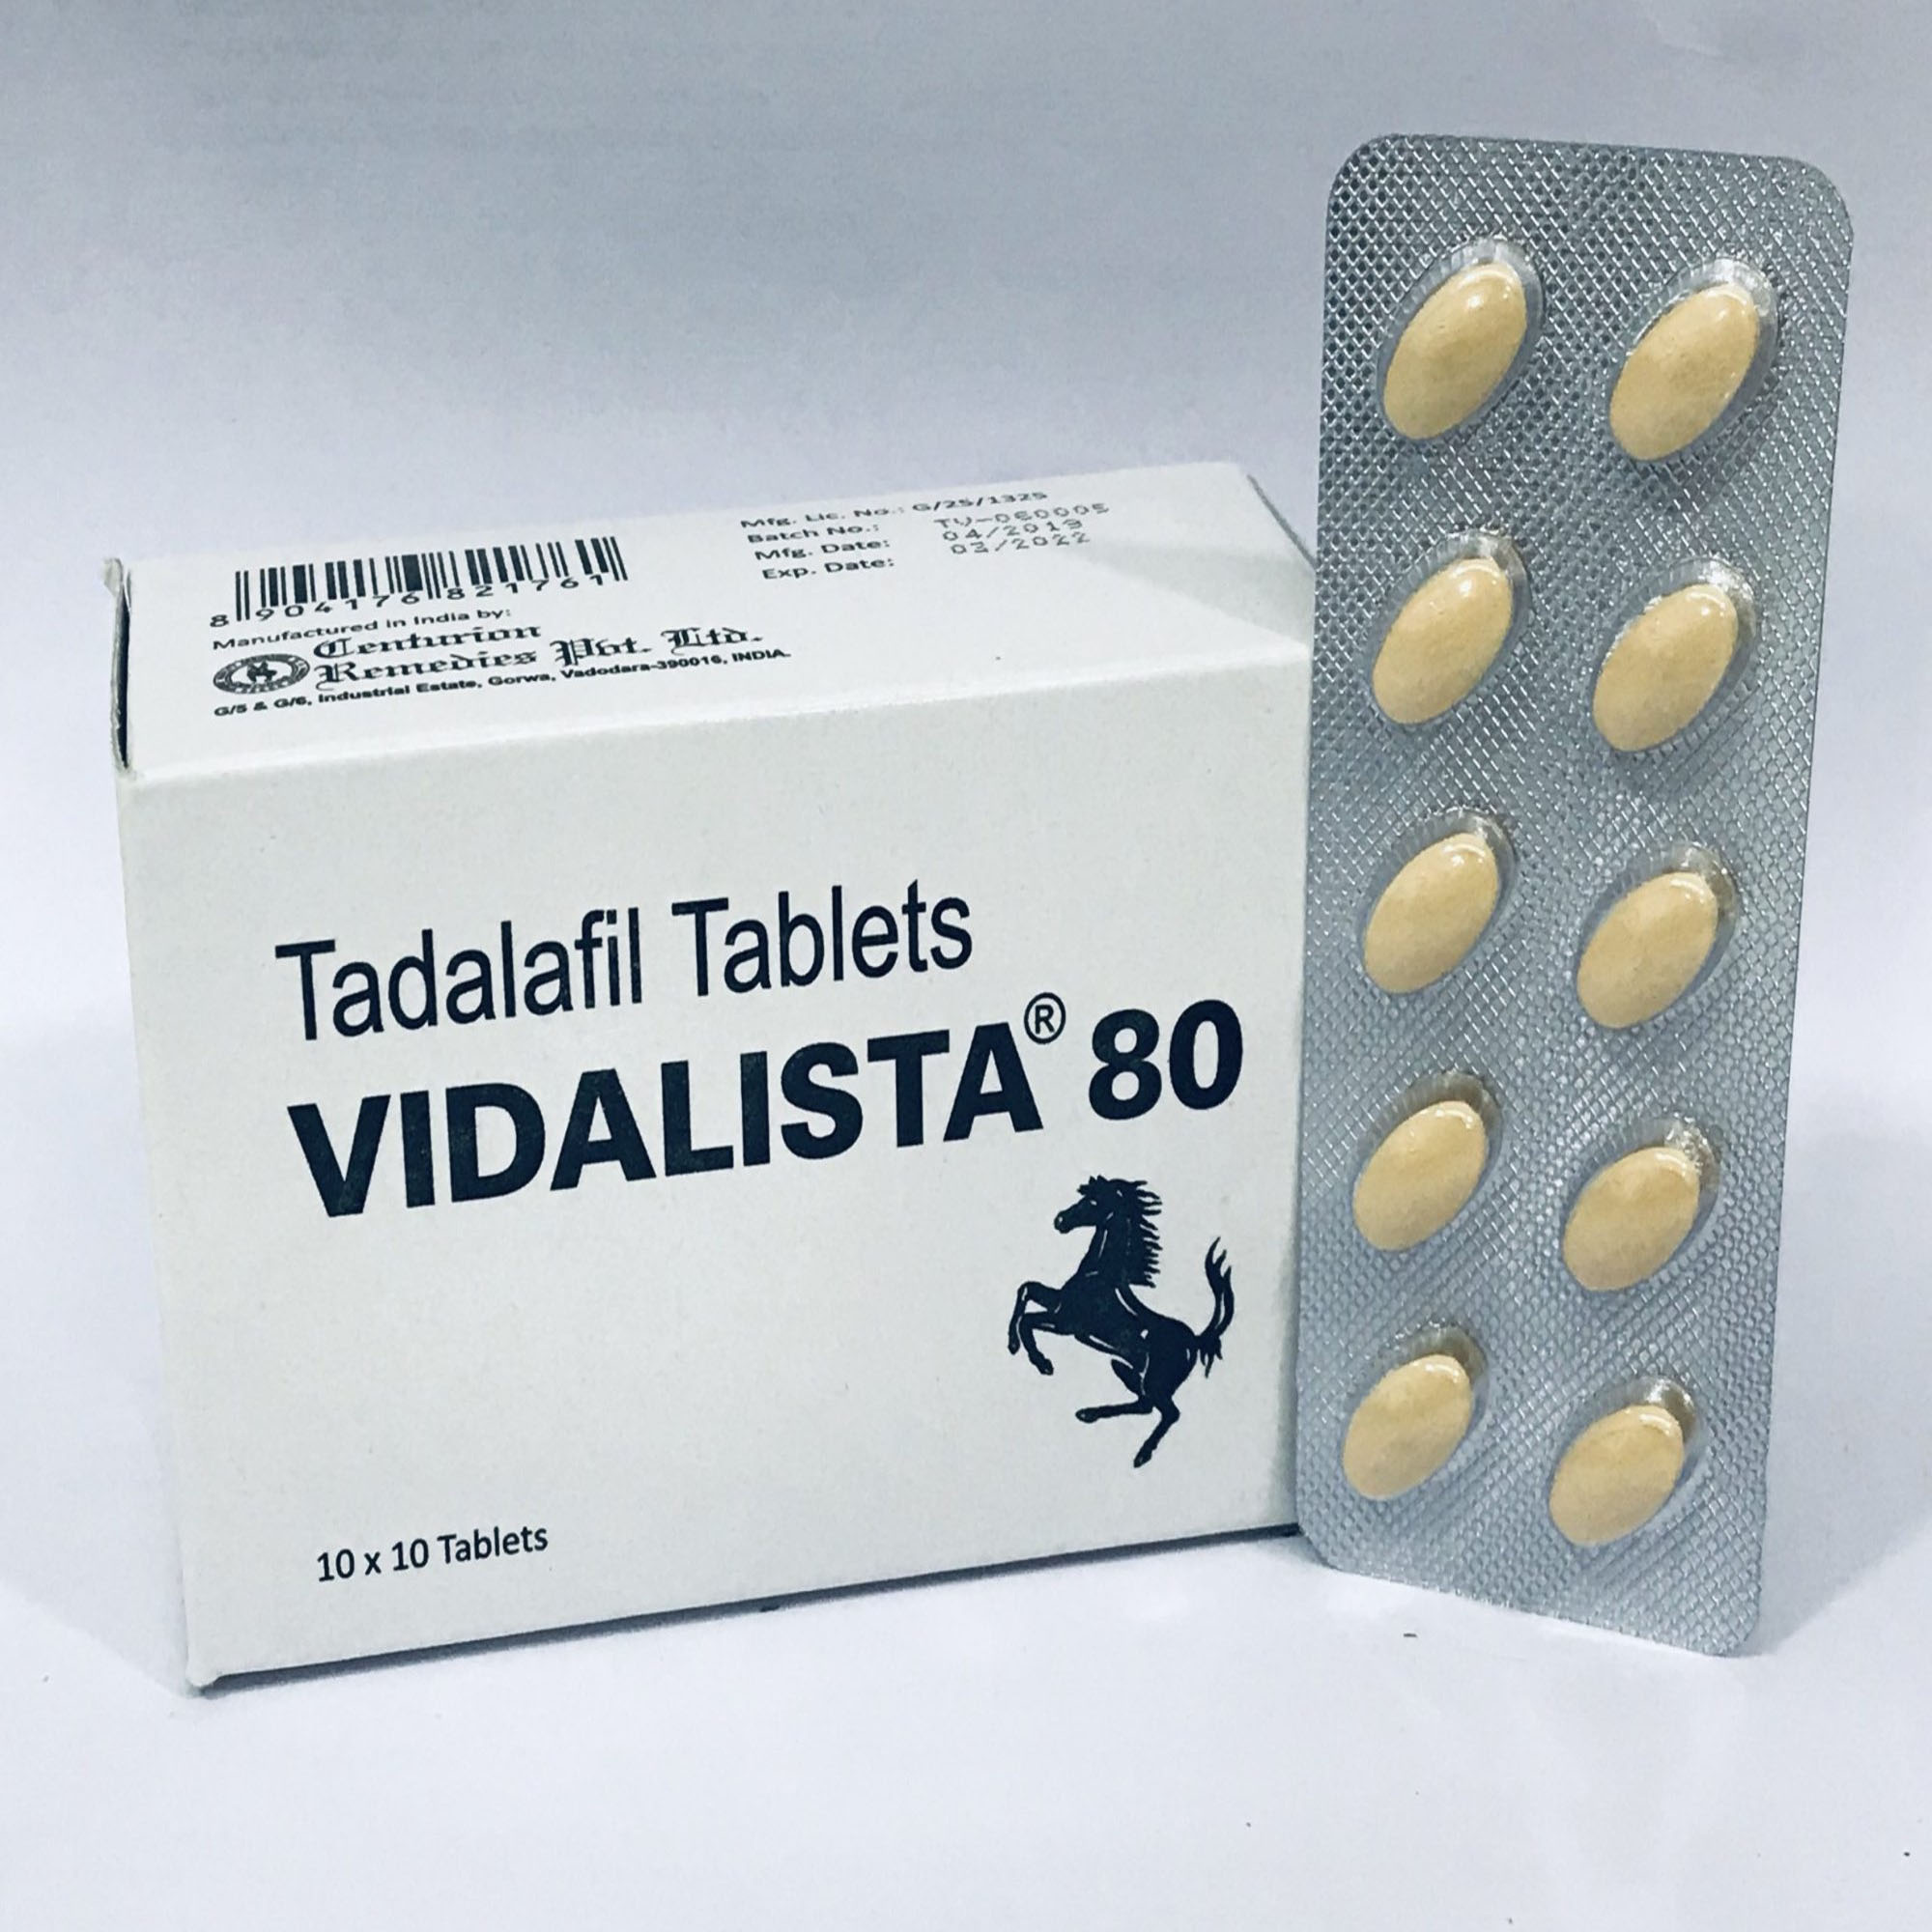 8 904176 821761
Manufactured in India by:
Centurion
Remedies Pvt. Ltd.
G/5 & G/6, Industrial Estate, Gorwa, Vadodara-390016, INDIA.
Mfg. Lic. No.: G/25/1325
Batch No.:
Mfg. Date: 04/2019
Exp. Date: 03/2022
Tadalafil Tablets
VIDALISTA® 80
10 x 10 Tablets